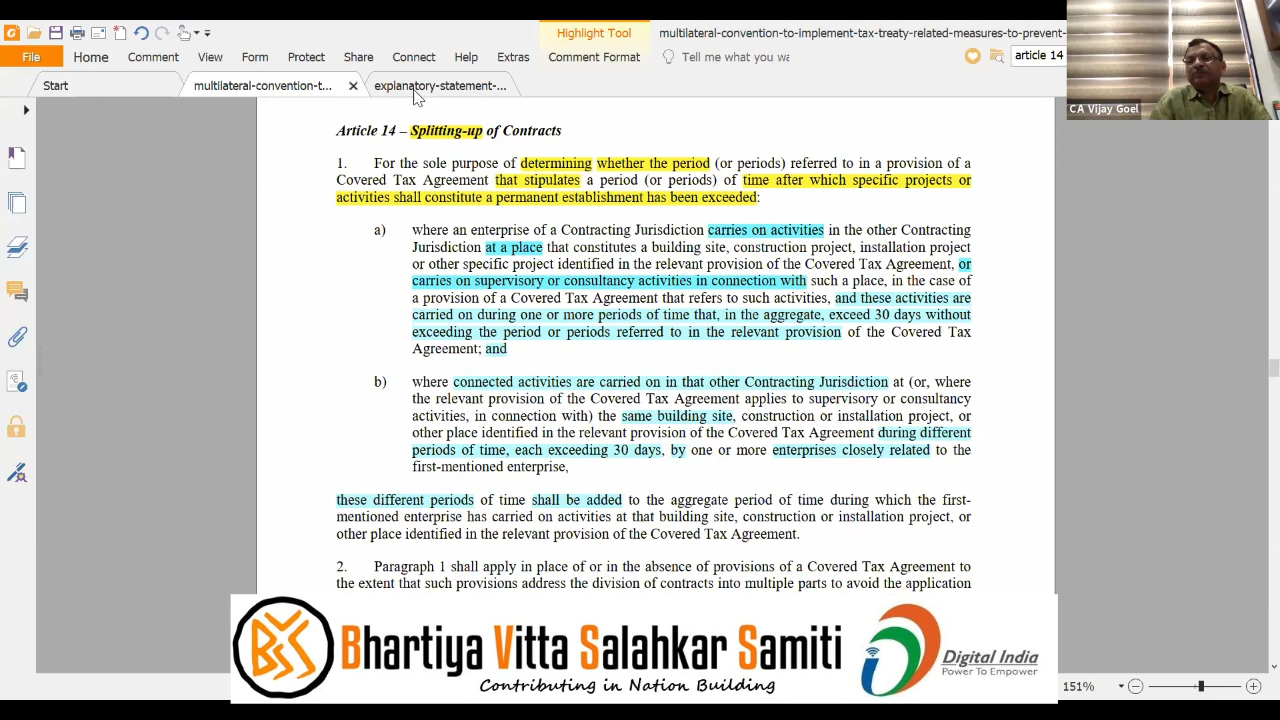 Highlight Tool
multilateral-convention-to-implement-tax-treaty-related-measures-to-prevent-
File
Home
Comment
View
Form
Protect
Share
Connect
Help
Extras
Comment Format
Tell me what you wa
article 14
Start
multilateral-convention-t...
explanatory-statement-...
CA Vijay Goel
Article 14 – Splitting-up of Contracts
1. For the sole purpose of determining whether the period (or periods) referred to in a provision of a
Covered Tax Agreement that stipulates a period (or periods) of time after which specific projects or
activities shall constitute a permanent establishment has been exceeded:
a) where an enterprise of a Contracting Jurisdiction carries on activities in the other Contracting
Jurisdiction at a place that constitutes a building site, construction project, installation project
or other specific project identified in the relevant provision of the Covered Tax Agreement, or
carries on supervisory or consultancy activities in connection with such a place, in the case of
a provision of a Covered Tax Agreement that refers to such activities, and these activities are
carried on during one or more periods of time that, in the aggregate, exceed 30 days without
exceeding the period or periods referred to in the relevant provision of the Covered Tax
Agreement; and
b) where connected activities are carried on in that other Contracting Jurisdiction at (or, where
the relevant provision of the Covered Tax Agreement applies to supervisory or consultancy
activities, in connection with) the same building site, construction or installation project, or
other place identified in the relevant provision of the Covered Tax Agreement during different
periods of time, each exceeding 30 days, by one or more enterprises closely related to the
first-mentioned enterprise,
these different periods of time shall be added to the aggregate period of time during which the first-
mentioned enterprise has carried on activities at that building site, construction or installation project, or
other place identified in the relevant provision of the Covered Tax Agreement.
2. Paragraph 1 shall apply in place of or in the absence of provisions of a Covered Tax Agreement to
the extent that such provisions address the division of contracts into multiple parts to avoid the application
BVSS
Bhartiya Vitta Salahkar Samiti
Contributing in Nation Building
Digital India
Power To Empower
151%